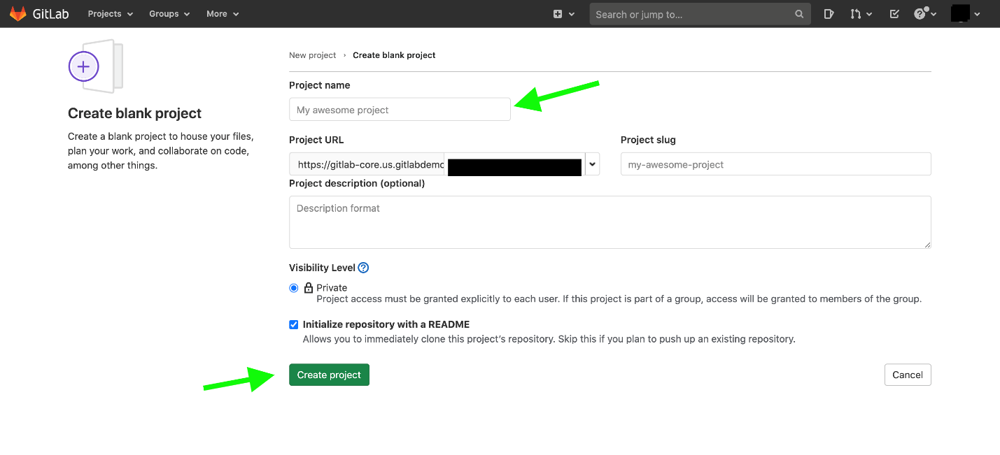 GitLab Projects Groups More Search or jump to...
New project › Create blank project
Create blank project
Create a blank project to house your files,
plan your work, and collaborate on code,
among other things.
Project name
My awesome project
Project URL Project slug
https://gitlab-core.us.gitlabdemo my-awesome-project
Project description (optional)
Description format
Visibility Level
Private
Project access must be granted explicitly to each user. If this project is part of a group, access will be granted to members of the group.
Initialize repository with a README
Allows you to immediately clone this project's repository. Skip this if you plan to push up an existing repository.
Create project Cancel